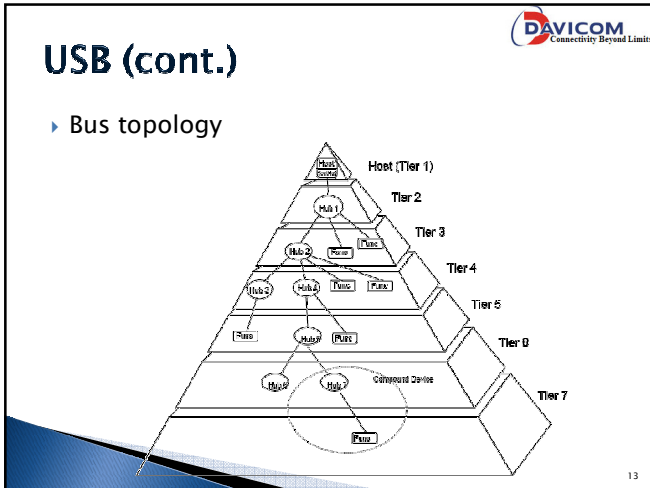 DAVICOM
Connectivity Beyond Limits
USB (cont.)
Bus topology
Host
RootHub
Host (Tier 1)
Tier 2
Hub 1
Tier 3
Func
Hub 2
Func
Tier 4
Hub 3
Hub 4
Func
Func
Tier 5
Func
Hub 5
Func
Tier 6
Hub 6
Hub 7
Compound Device
Tier 7
Func
13